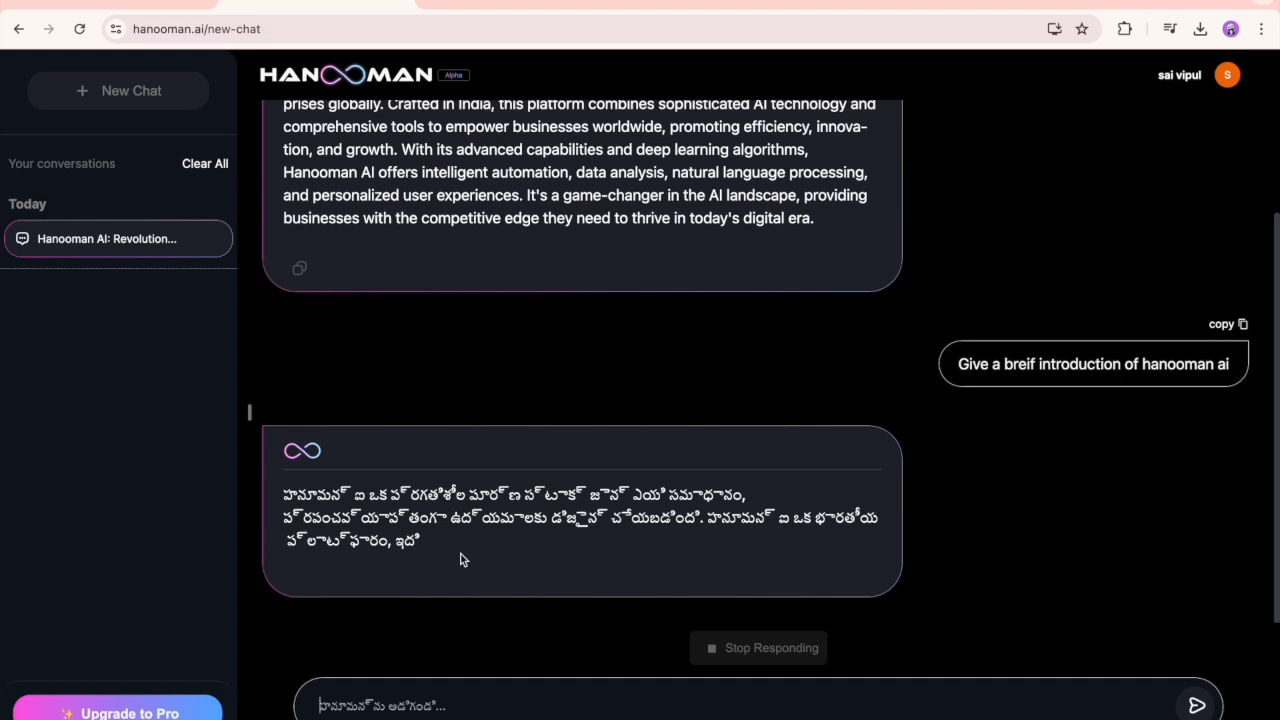 hanooman.ai/new-chat
+ New Chat
HANOOMAN Alpha
sai vipul S
Your conversations Clear All
Today
Hanooman AI: Revolution...
prises globally. Crafted in India, this platform combines sophisticated AI technology and
comprehensive tools to empower businesses worldwide, promoting efficiency, innova-
tion, and growth. With its advanced capabilities and deep learning algorithms,
Hanooman AI offers intelligent automation, data analysis, natural language processing,
and personalized user experiences. It's a game-changer in the AI landscape, providing
businesses with the competitive edge they need to thrive in today's digital era.
copy
Give a breif introduction of hanooman ai
హనూమన్ ఐ ఒక ప్రగతిశీల పూర్ణ స్టాక్ జెన్ ఎయి సమాధానం,
ప్రపంచవ్యాప్తంగా ఉద్యమాలకు డిజైన్ చేయబడింది. హనూమన్ ఐ ఒక భారతీయ
ప్లాట్ఫారం, ఇది
Stop Responding
హనూమన్‌ను అడగండి...
Upgrade to Pro